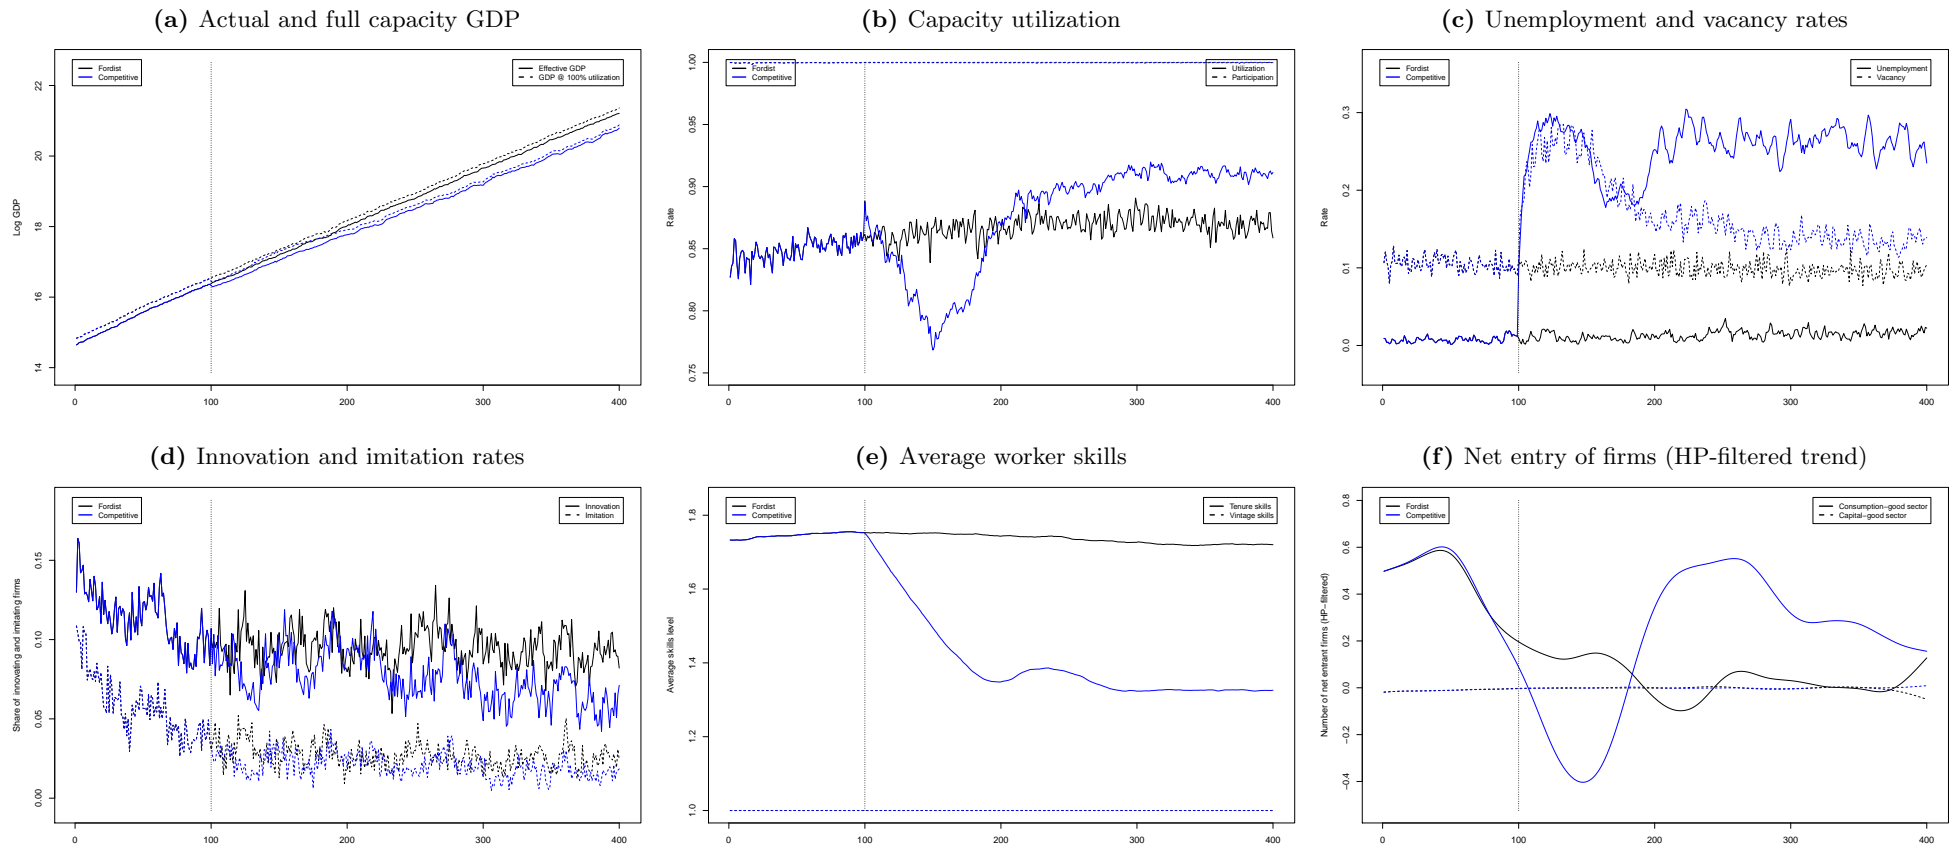 (a) Actual and full capacity GDP
Fordist
Competitive
Effective GDP
GDP @ 100% utilization
Log GDP
22
20
18
16
14
0 100 200 300 400
(b) Capacity utilization
Fordist
Competitive
Utilization
Participation
Rate
1.00
0.95
0.90
0.85
0.80
0.75
0 100 200 300 400
(c) Unemployment and vacancy rates
Fordist
Competitive
Unemployment
Vacancy
Rate
0.3
0.2
0.1
0.0
0 100 200 300 400
(d) Innovation and imitation rates
Fordist
Competitive
Innovation
Imitation
Share of innovating and imitating firms
0.15
0.10
0.05
0.00
0 100 200 300 400
(e) Average worker skills
Fordist
Competitive
Tenure skills
Vintage skills
Average skills level
1.8
1.6
1.4
1.2
1.0
0 100 200 300 400
(f) Net entry of firms (HP-filtered trend)
Fordist
Competitive
Consumption−good sector
Capital−good sector
Number of net entrant firms (HP−filtered)
0.8
0.6
0.4
0.2
0.0
−0.2
−0.4
0 100 200 300 400